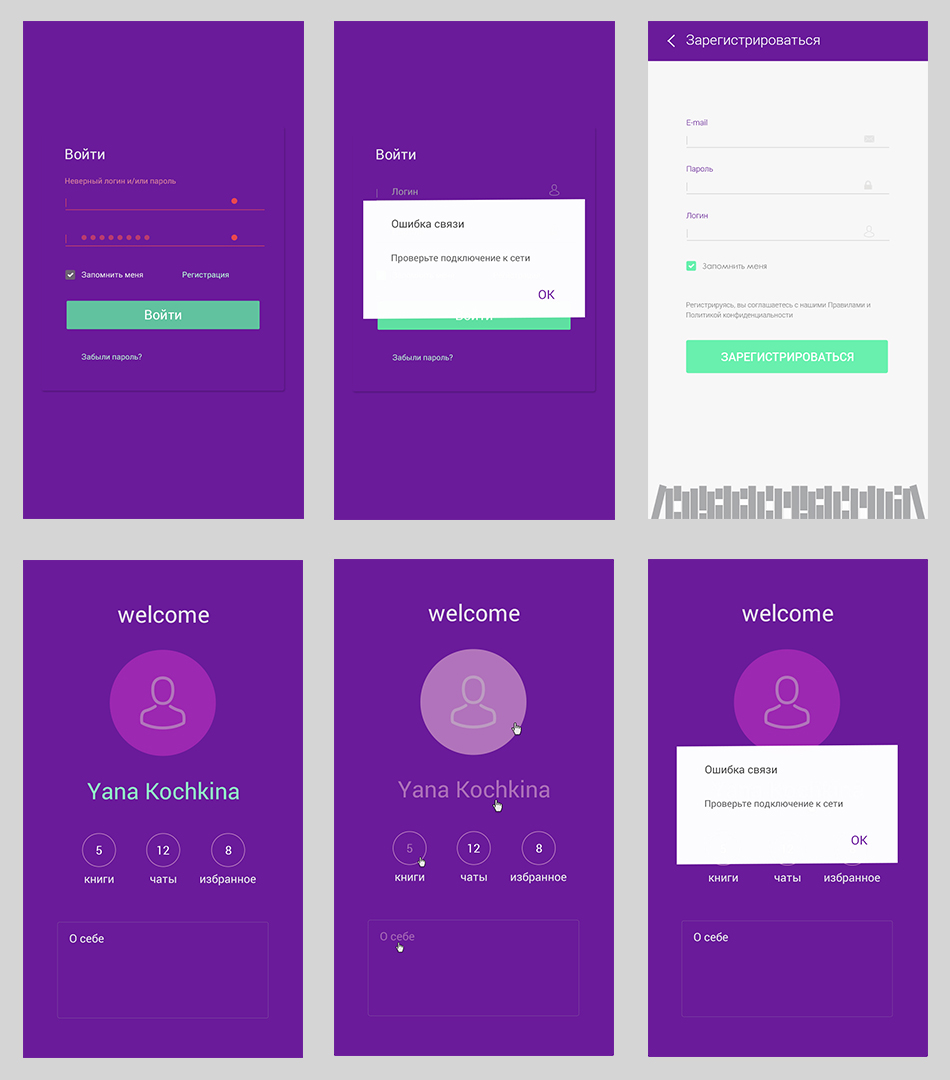 Войти
Неверный логин и/или пароль
Запомнить меня
Регистрация
Войти
Забыли пароль?
Войти
Логин
Ошибка связи
Проверьте подключение к сети
ОК
Войти
Забыли пароль?
Зарегистрироваться
E-mail
Пароль
Логин
Запомнить меня
Регистрируясь, вы соглашаетесь с нашими Правилами и
Политикой конфиденциальности
ЗАРЕГИСТРИРОВАТЬСЯ
welcome
Yana Kochkina
5 12 8
книги чаты избранное
О себе
welcome
Yana Kochkina
5 12 8
книги чаты избранное
О себе
welcome
Ошибка связи
Проверьте подключение к сети
ОК
книги чаты избранное
О себе